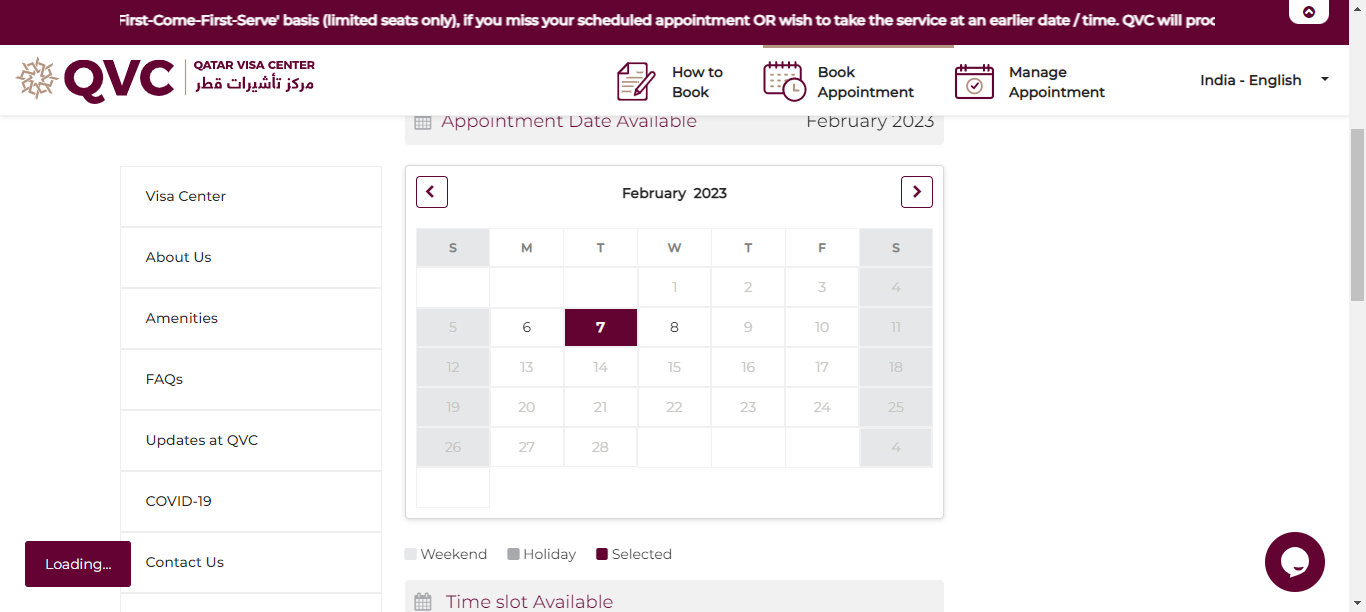 First-Come-First-Serve' basis (limited seats only), if you miss your scheduled appointment OR wish to take the service at an earlier date / time. QVC will
QVC
QATAR VISA CENTER
مركز تأشيرات قطر
How to Book
Book Appointment
Manage Appointment
India - English
Appointment Date Available February 2023
Visa Center
About Us
Amenities
FAQs
Updates at QVC
COVID-19
Contact Us
February 2023
S M T W T F S
1 2 3 4
5 6 7 8 9 10 11
12 13 14 15 16 17 18
19 20 21 22 23 24 25
26 27 28 4
Weekend Holiday Selected
Time slot Available
Loading...